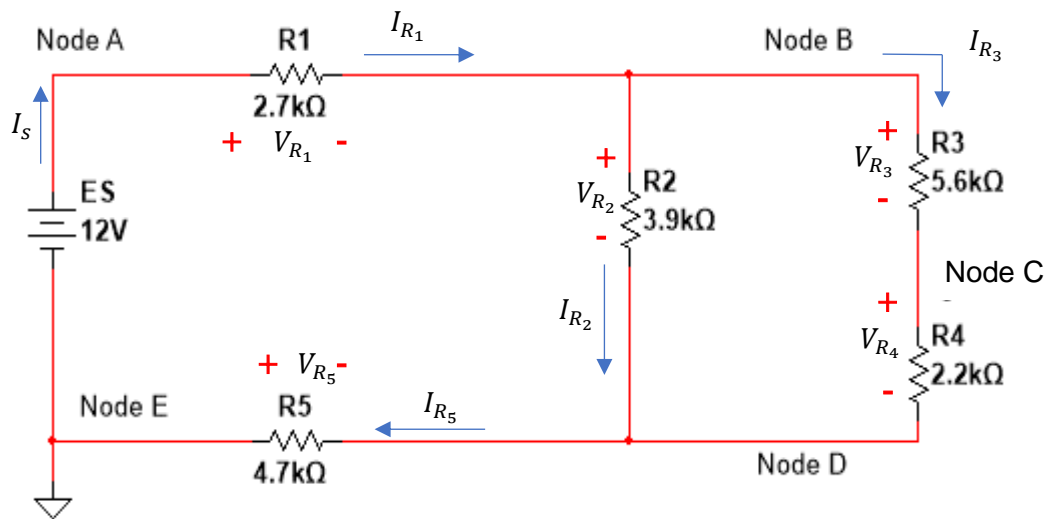 Node A
R1
I_{R_1}
Node B
I_{R_3}
2.7kΩ
I_S
+ V_{R_1} -
+
R3
V_{R_3}
5.6kΩ
-
ES
12V
+
R2
V_{R_2}
3.9kΩ
-
Node C
+
I_{R_2}
R4
V_{R_4}
2.2kΩ
-
+ V_{R_5} -
Node E
R5
I_{R_5}
4.7kΩ
Node D